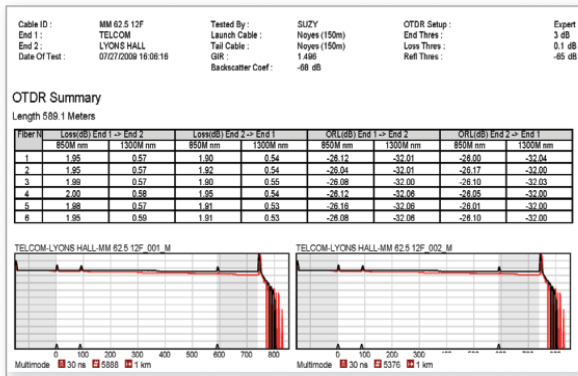 Cable ID : MM 62.5 12F Tested By : SUZY OTDR Setup : Expert
End 1 : TELCOM Launch Cable : Noyes (150m) End Thres : 3 dB
End 2 : LYONS HALL Tail Cable : Noyes (150m) Loss Thres : 0.1 dB
Date Of Test : 07/27/2009 16:06:16 GIR : 1.496 Refl Thres : -65 dB
Backscatter Coef : -68 dB
OTDR Summary
Length 589.1 Meters
Fiber N Loss(dB) End 1 -> End 2 Loss(dB) End 2 -> End 1 ORL(dB) End 1 -> End 2 ORL(dB) End 2 -> End 1
850M nm 1300M nm 850M nm 1300M nm 850M nm 1300M nm 850M nm 1300M nm
1 1.95 0.57 1.90 0.54 -26.12 -32.01 -26.00 -32.04
2 1.95 0.57 1.92 0.54 -26.04 -32.01 -26.17 -32.00
3 1.99 0.57 1.90 0.55 -26.08 -32.00 -26.10 -32.03
4 2.00 0.58 1.95 0.54 -26.12 -32.06 -26.05 -32.00
5 1.98 0.57 1.91 0.53 -26.16 -32.06 -26.01 -32.00
6 1.95 0.59 1.91 0.53 -26.08 -32.06 -26.10 -32.00
TELCOM-LYONS HALL-MM 62.5 12F_001_M TELCOM-LYONS HALL-MM 62.5 12F_002_M
0 100 200 300 400 500 600 700 800 0 100 200 300
Multimode 30 ns 5888 1 km Multimode 30 ns 5376 1 km